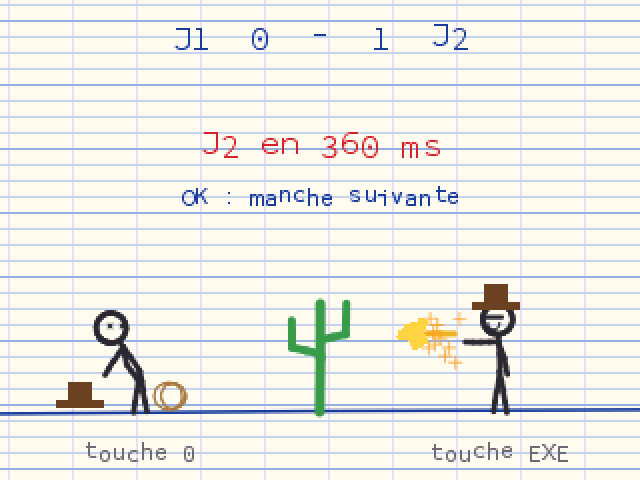 J1 0 - 1 J2
J2 en 360 ms
OK : manche suivante
touche 0
touche EXE